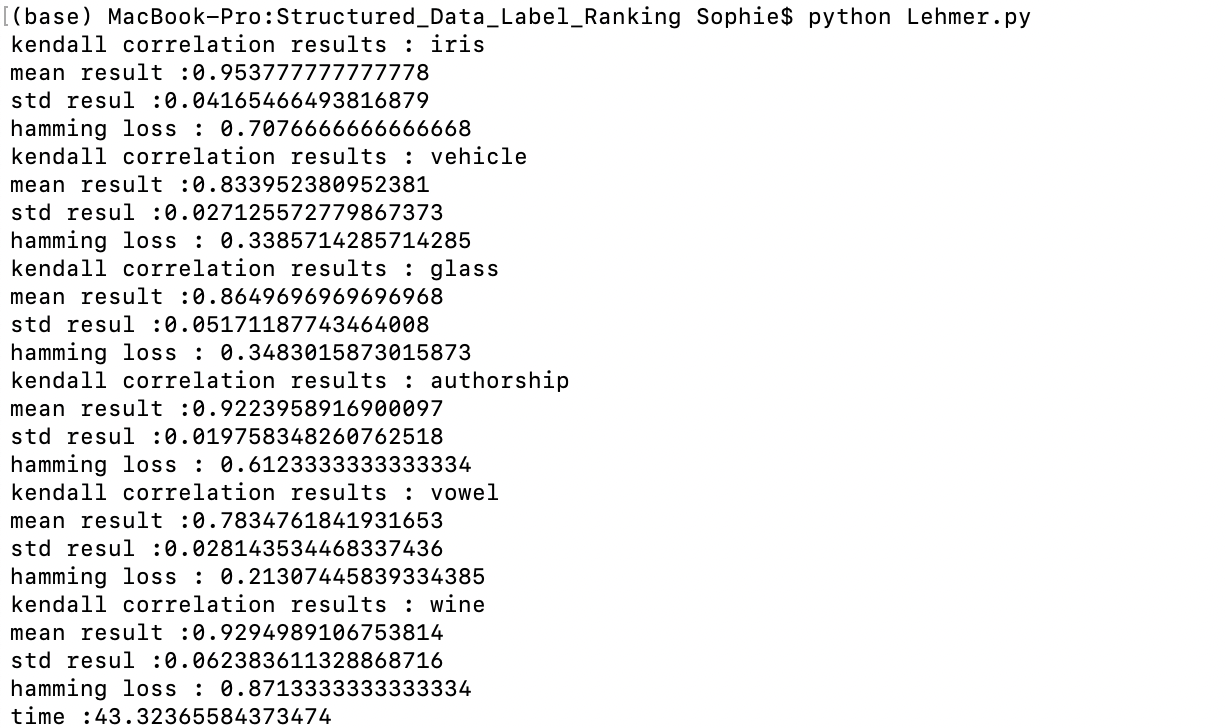 [(base) MacBook-Pro:Structured_Data_Label_Ranking Sophie$ python Lehmer.py
kendall correlation results : iris
mean result :0.953777777777778
std resul :0.04165466493816879
hamming loss : 0.7076666666666668
kendall correlation results : vehicle
mean result :0.833952380952381
std resul :0.027125572779867373
hamming loss : 0.3385714285714285
kendall correlation results : glass
mean result :0.8649696969696968
std resul :0.05171187743464008
hamming loss : 0.3483015873015873
kendall correlation results : authorship
mean result :0.9223958916900097
std resul :0.019758348260762518
hamming loss : 0.6123333333333334
kendall correlation results : vowel
mean result :0.7834761841931653
std resul :0.028143534468337436
hamming loss : 0.21307445839334385
kendall correlation results : wine
mean result :0.9294989106753814
std resul :0.062383611328868716
hamming loss : 0.8713333333333334
time :43.32365584373474